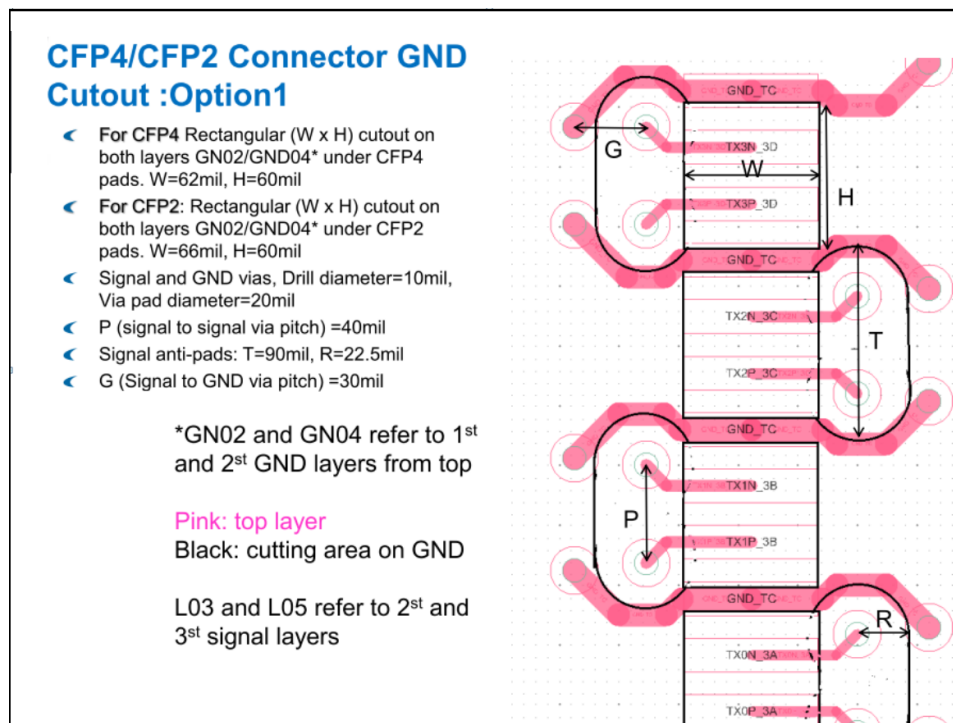 CFP4/CFP2 Connector GND
Cutout :Option1
For CFP4 Rectangular (W x H) cutout on
both layers GN02/GND04* under CFP4
pads. W=62mil, H=60mil
For CFP2: Rectangular (W x H) cutout on
both layers GN02/GND04* under CFP2
pads. W=66mil, H=60mil
Signal and GND vias, Drill diameter=10mil,
Via pad diameter=20mil
P (signal to signal via pitch) =40mil
Signal anti-pads: T=90mil, R=22.5mil
G (Signal to GND via pitch) =30mil
*GN02 and GN04 refer to 1st
and 2st GND layers from top
Pink: top layer
Black: cutting area on GND
L03 and L05 refer to 2st and
3st signal layers
GND_TC
TX3N_3D
G
W
H
TX3P_3D
GND_TC
TX2N_3C
T
TX2P_3C
GND_TC
TX1N_3B
P
TX1P_3B
GND_TC
R
TX0N_3A
TX0P_3A